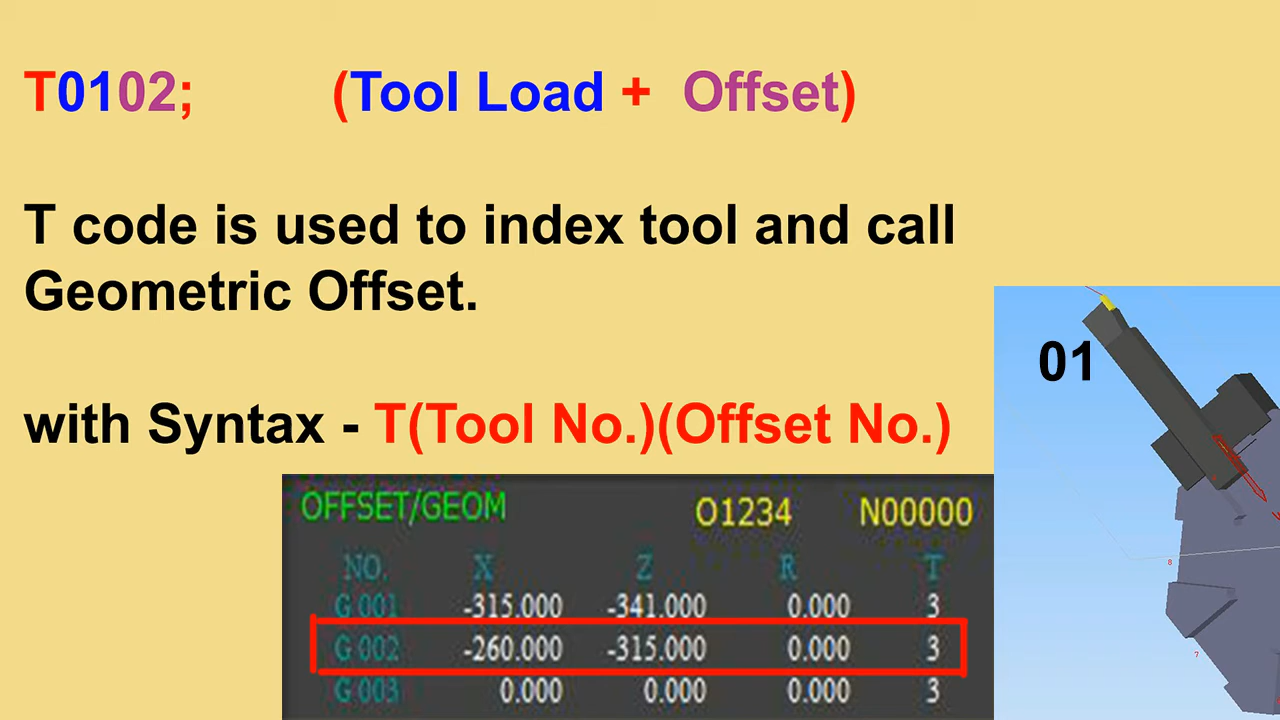 T0102; (Tool Load + Offset)
T code is used to index tool and call
Geometric Offset.
with Syntax - T(Tool No.)(Offset No.)
01
OFFSET/GEOM O1234 N00000
NO. X Z R T
G 001 -315.000 -341.000 0.000 3
G 002 -260.000 -315.000 0.000 3
G 003 0.000 0.000 0.000 3
8
7